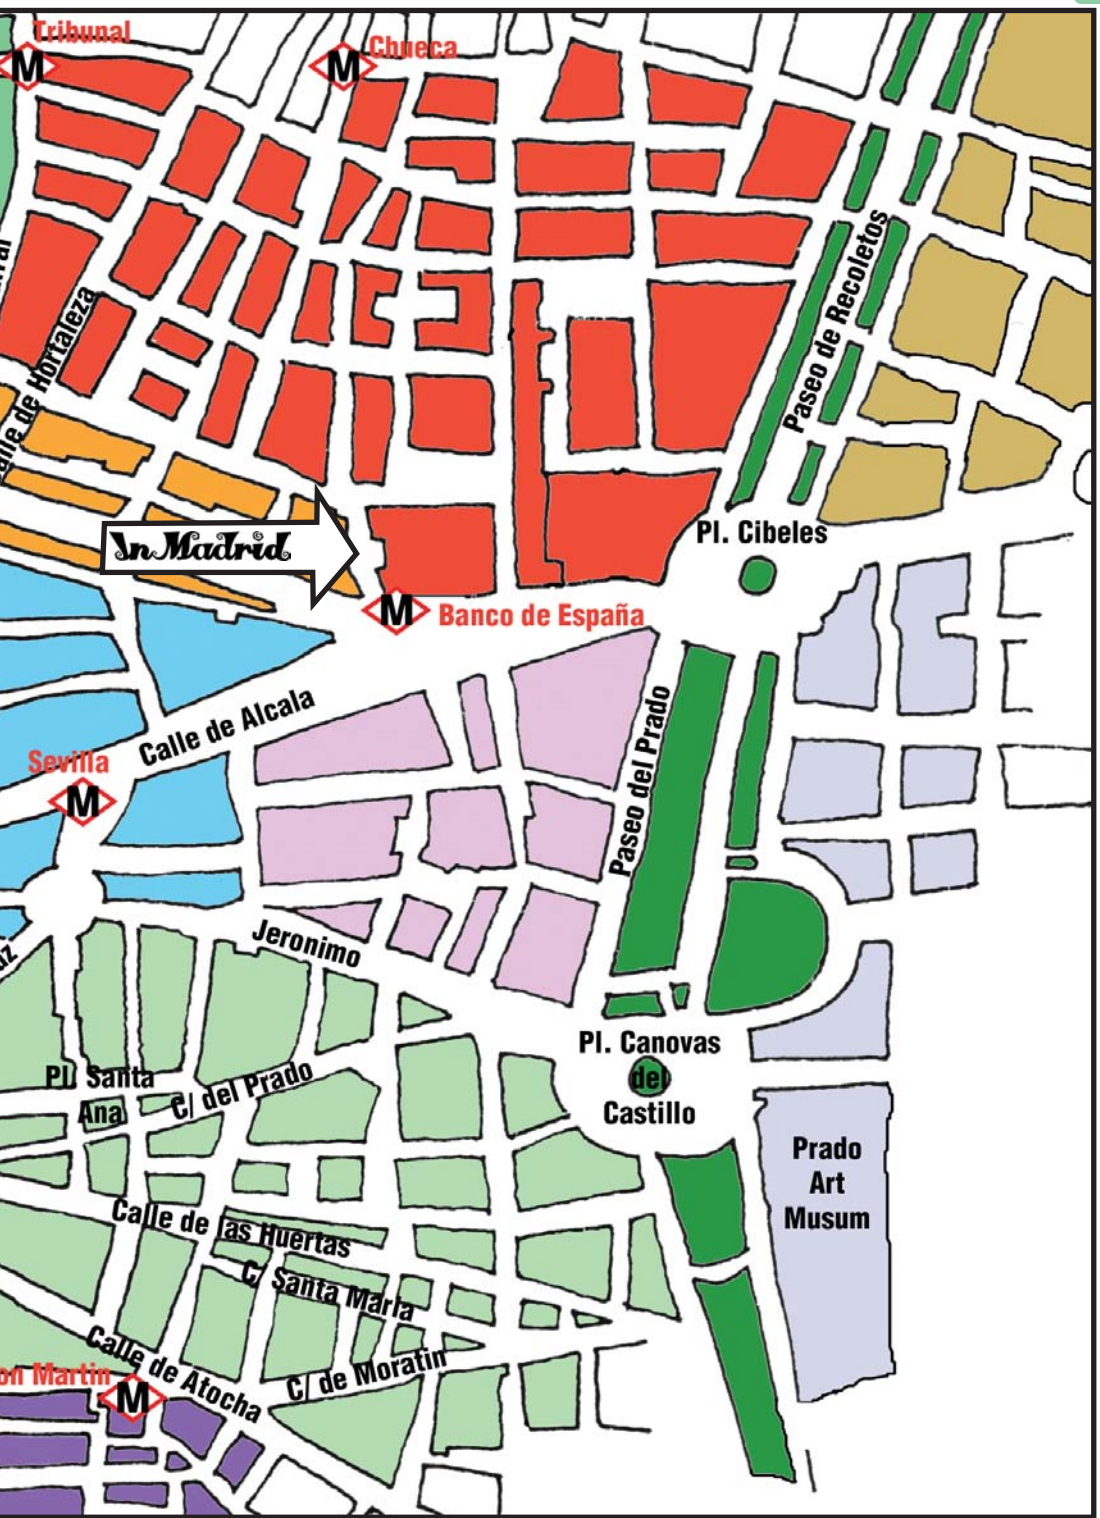 Tribunal
M
Chueca
M
Paseo de Recoletos
alle de Hortaleza
In Madrid
Pl. Cibeles
M
Banco de España
Calle de Alcala
Paseo del Prado
Sevilla
M
Jeronimo
Pl. Canovas
del
Castillo
Pl. Santa
Ana
C/ del Prado
Prado
Art
Musum
Calle de las Huertas
C/ Santa Maria
Calle de Atocha
C/ de Moratin
on Martin
M